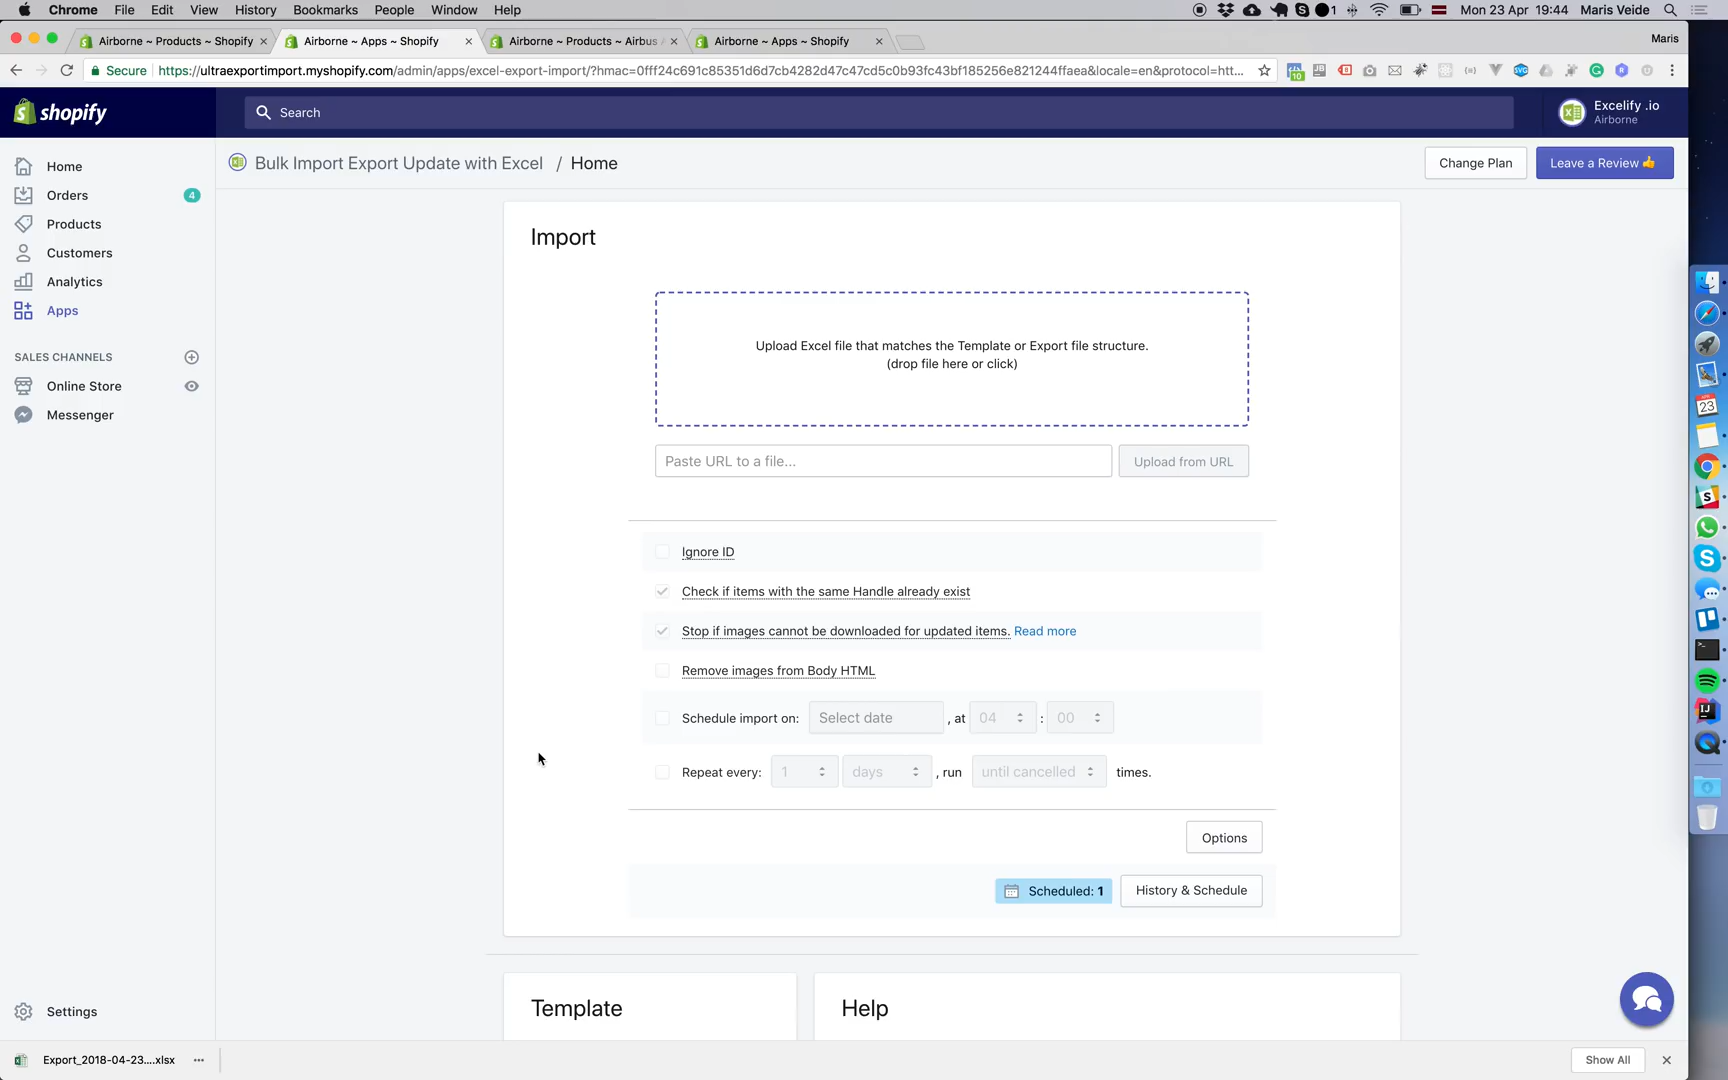 Chrome File Edit View History Bookmarks People Window Help
1
Mon 23 Apr 19:44 Maris Veide
Airborne ~ Products ~ Shopify
Airborne ~ Apps ~ Shopify
Airborne ~ Products ~ Airbus
Airborne ~ Apps ~ Shopify
Maris
Secure https://ultraexportimport.myshopify.com/admin/apps/excel-export-import/?hmac=0fff24c691c85351d6d7cb4282d47c47cd5c0b93fc43bf185256e821244ffaea&locale=en&protocol=htt...
10
shopify
Search
Excelify .io
Airborne
Bulk Import Export Update with Excel / Home
Change Plan
Leave a Review
Home
Orders 4
Products
Customers
Analytics
Apps
SALES CHANNELS
Online Store
Messenger
Settings
Import
Upload Excel file that matches the Template or Export file structure.
(drop file here or click)
Paste URL to a file...
Upload from URL
Ignore ID
Check if items with the same Handle already exist
Stop if images cannot be downloaded for updated items. Read more
Remove images from Body HTML
Schedule import on: Select date , at 04 : 00
Repeat every: 1 days , run until cancelled times.
Options
Scheduled: 1
History & Schedule
Template
Help
23
Export_2018-04-23....xlsx
Show All